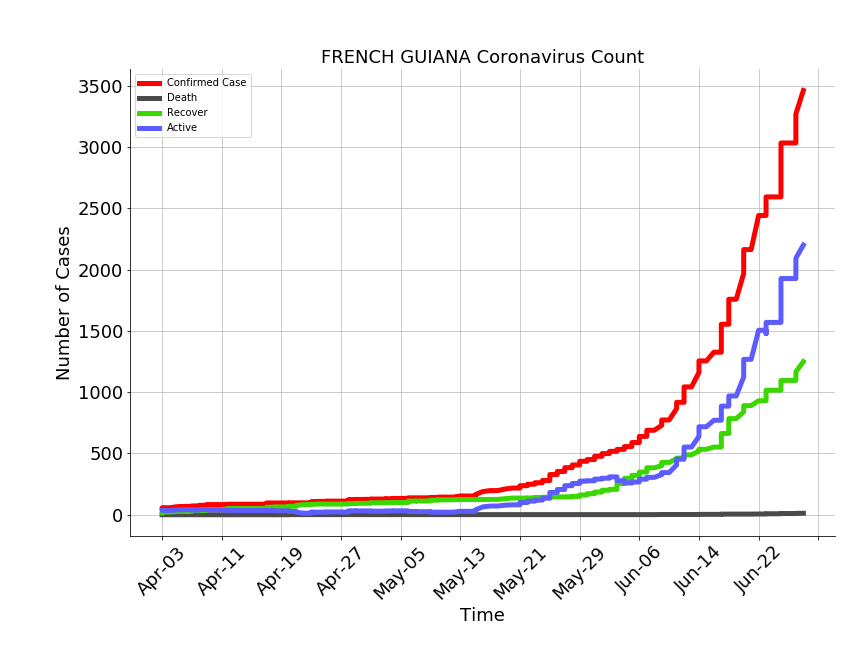 FRENCH GUIANA Coronavirus Count
Confirmed Case
Death
Recover
Active
Number of Cases
3500
3000
2500
2000
1500
1000
500
0
Apr-03
Apr-11
Apr-19
Apr-27
May-05
May-13
May-21
May-29
Jun-06
Jun-14
Jun-22
Time